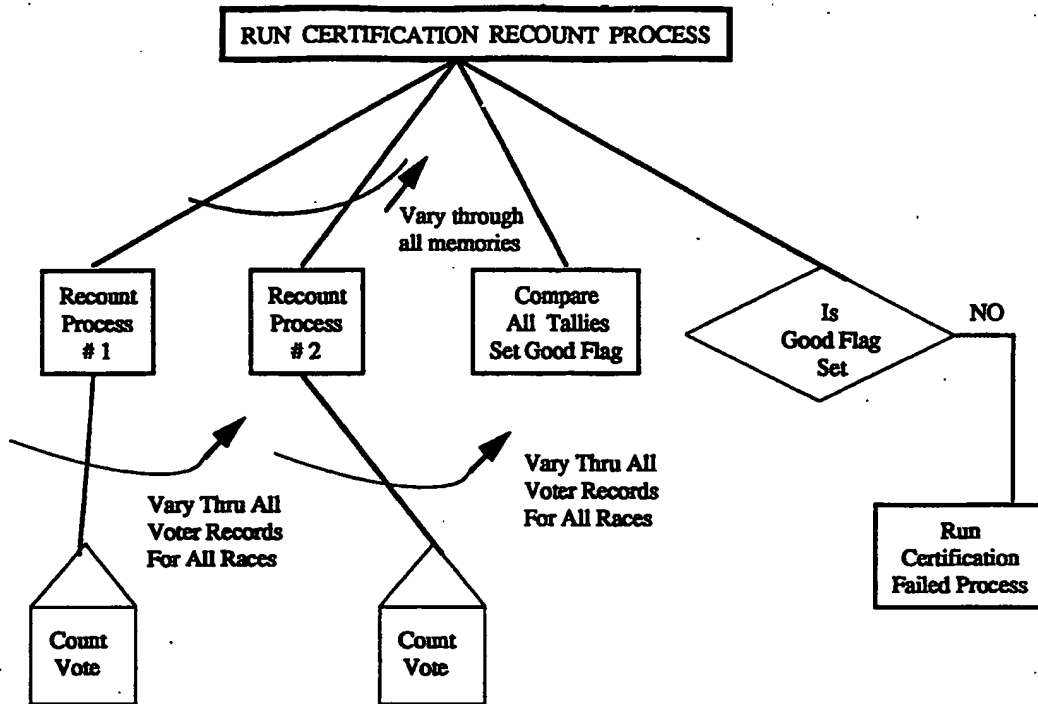 RUN CERTIFICATION RECOUNT PROCESS
Vary through
all memories
Recount
Process
# 1
Recount
Process
# 2
Compare
All Tallies
Set Good Flag
Is
Good Flag
Set
NO
Vary Thru All
Voter Records
For All Races
Vary Thru All
Voter Records
For All Races
Run
Certification
Failed Process
Count
Vote
Count
Vote